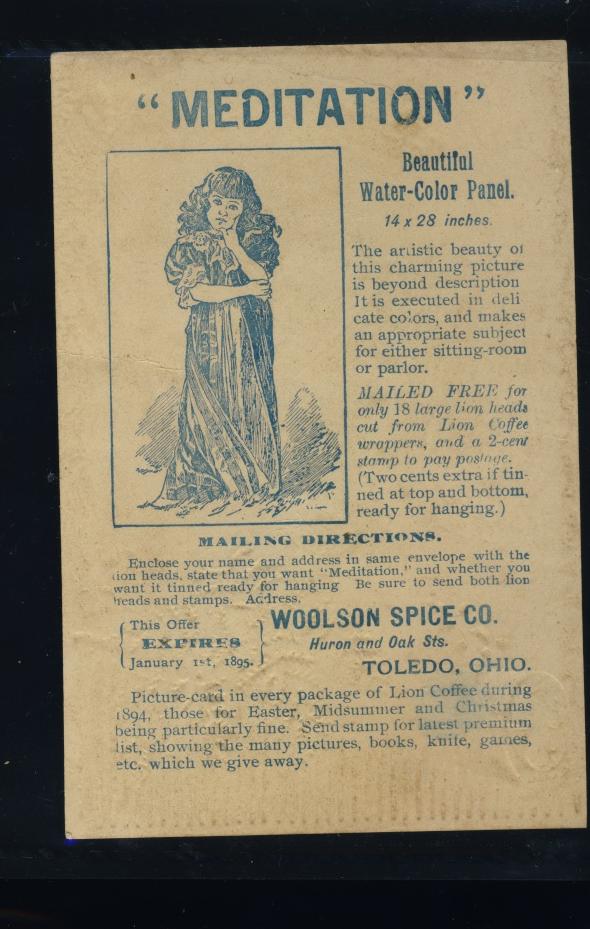 "MEDITATION"
Beautiful
Water-Color Panel.
14 x 28 inches.
The artistic beauty of
this charming picture
is beyond description
It is executed in deli
cate colors, and makes
an appropriate subject
for either sitting-room
or parlor.
MAILED FREE for
only 18 large lion heads
cut from Lion Coffee
wrappers, and a 2-cent
stamp to pay postage.
(Two cents extra if tin-
ned at top and bottom,
ready for hanging.)
MAILING DIRECTIONS.
Enclose your name and address in same envelope with the
lion heads, state that you want "Meditation," and whether you
want it tinned ready for hanging Be sure to send both lion
heads and stamps. Address.
This Offer
EXPIRES
January 1st, 1895.
WOOLSON SPICE CO.
Huron and Oak Sts.
TOLEDO, OHIO.
Picture-card in every package of Lion Coffee during
1894, those for Easter, Midsummer and Christmas
being particularly fine. Send stamp for latest premium
list, showing the many pictures, books, knife, games,
etc. which we give away.